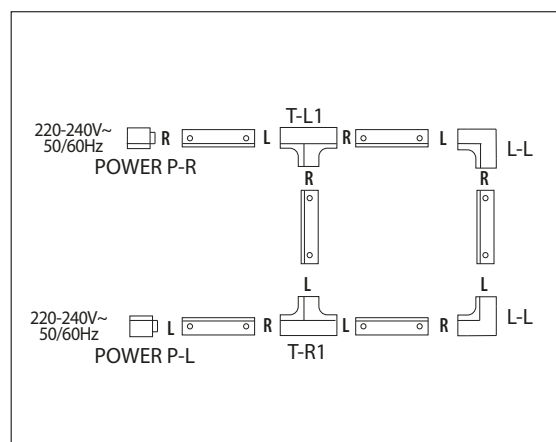 T-L1
220-240V~ R L R L
50/60Hz
POWER P-R
L-L
R R
L L
220-240V~ L R L R L-L
50/60Hz
POWER P-L
T-R1